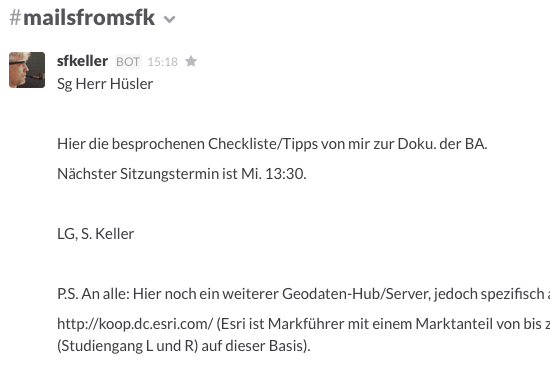 #mailsfromsfk
sfkeller BOT 15:18
Sg Herr Hüsler
Hier die besprochenen Checkliste/Tipps von mir zur Doku. der BA.
Nächster Sitzungstermin ist Mi. 13:30.
LG, S. Keller
P.S. An alle: Hier noch ein weiterer Geodaten-Hub/Server, jedoch spezifisch
http://koop.dc.esri.com/ (Esri ist Markführer mit einem Marktanteil von bis
(Studiengang L und R) auf dieser Basis).